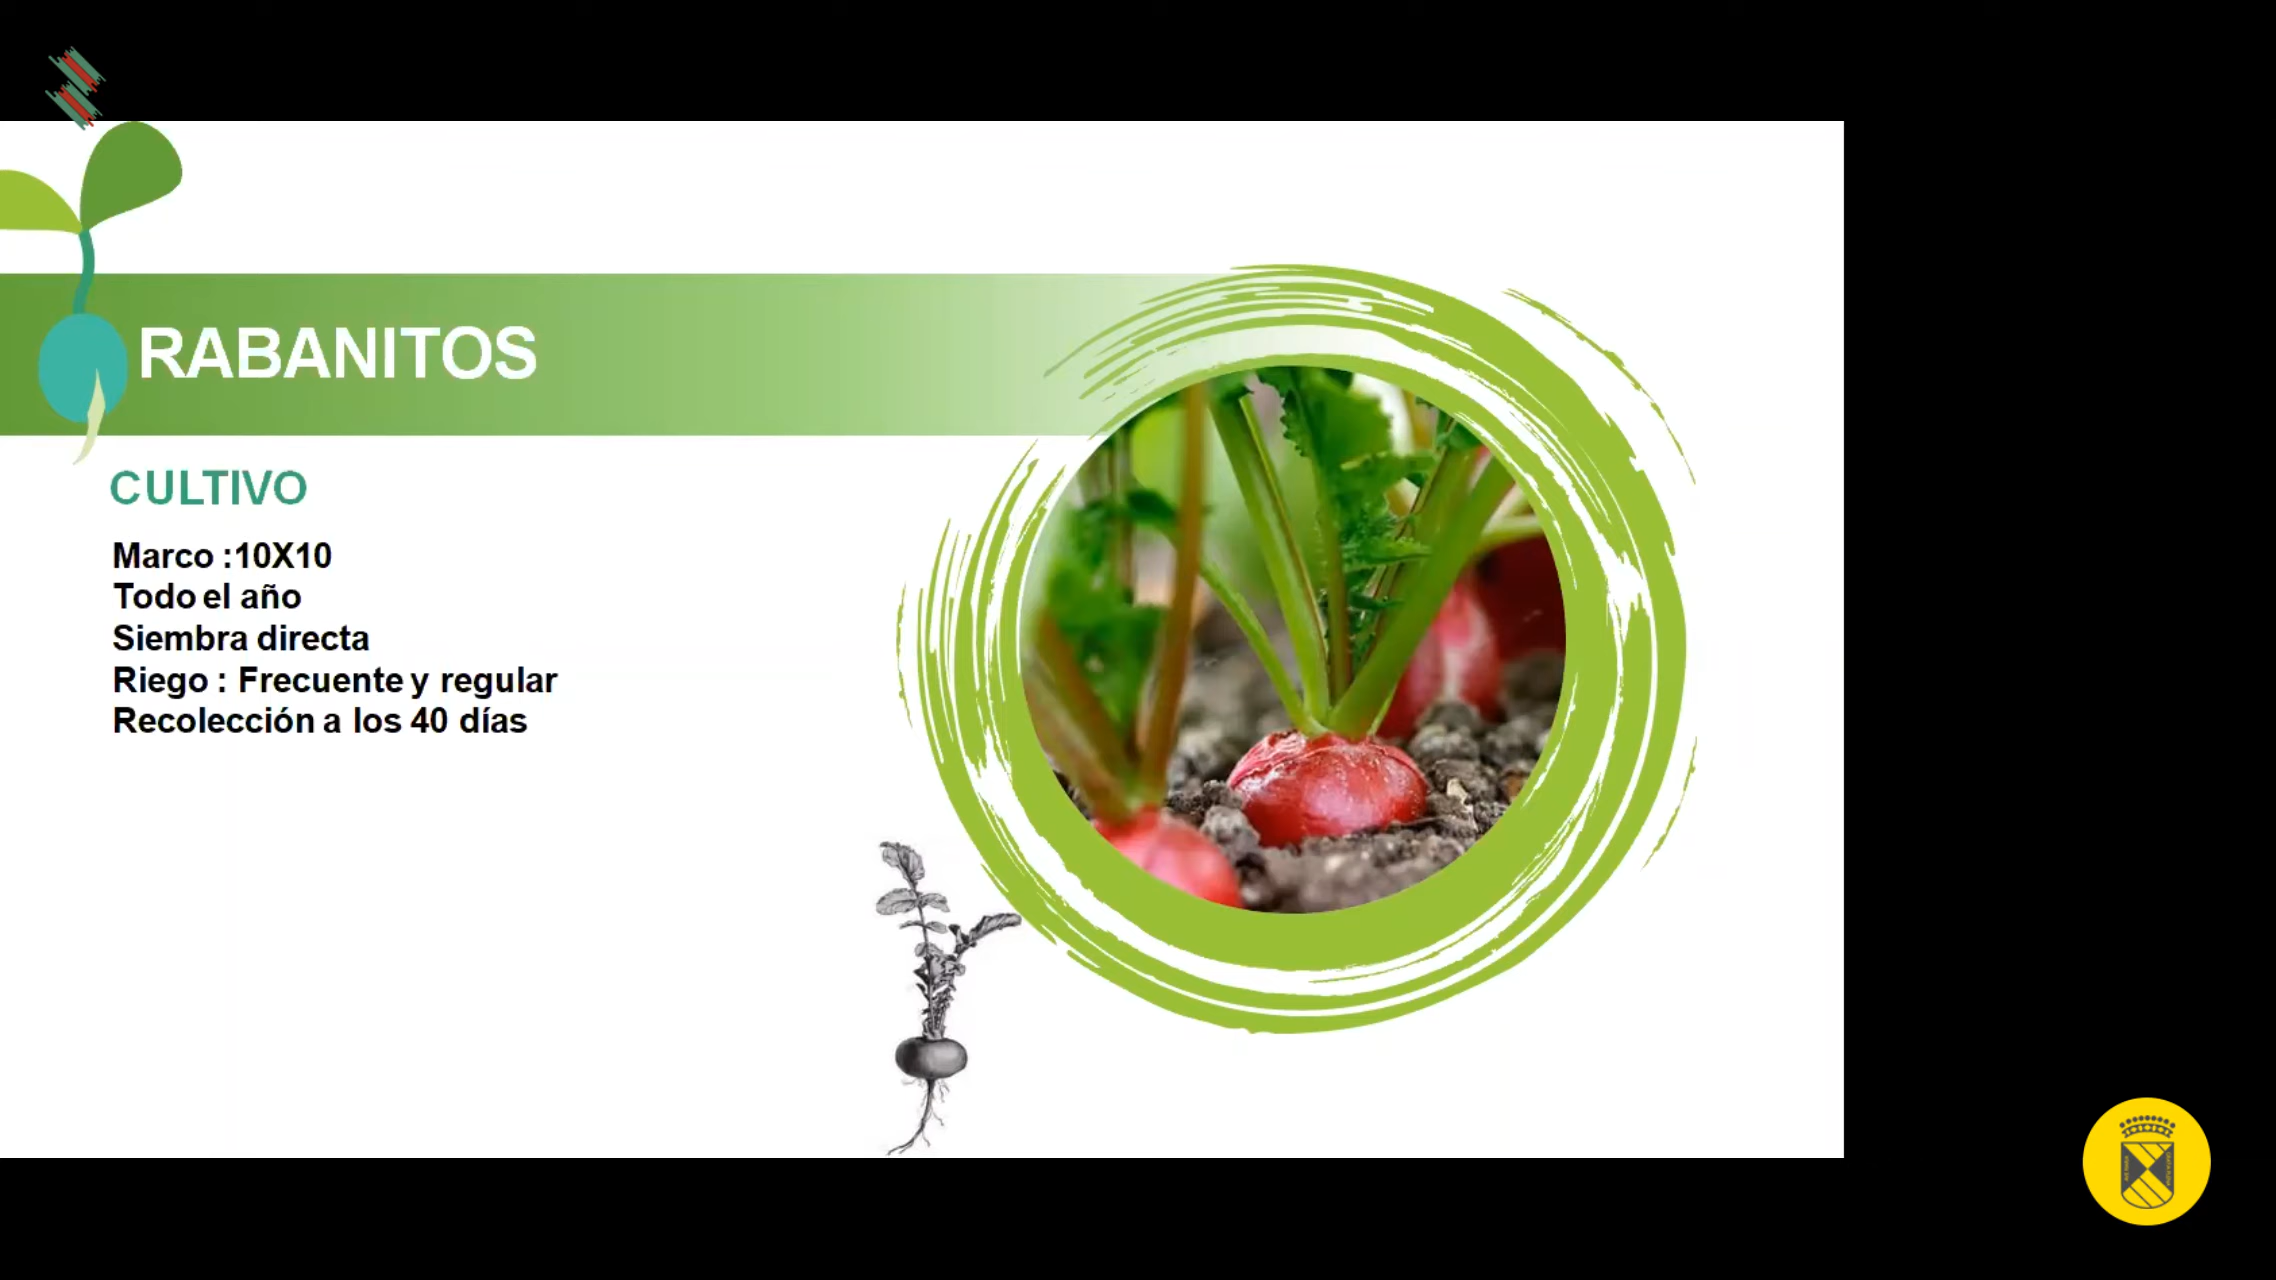 RABANITOS
CULTIVO
Marco :10X10
Todo el año
Siembra directa
Riego : Frecuente y regular
Recolección a los 40 días